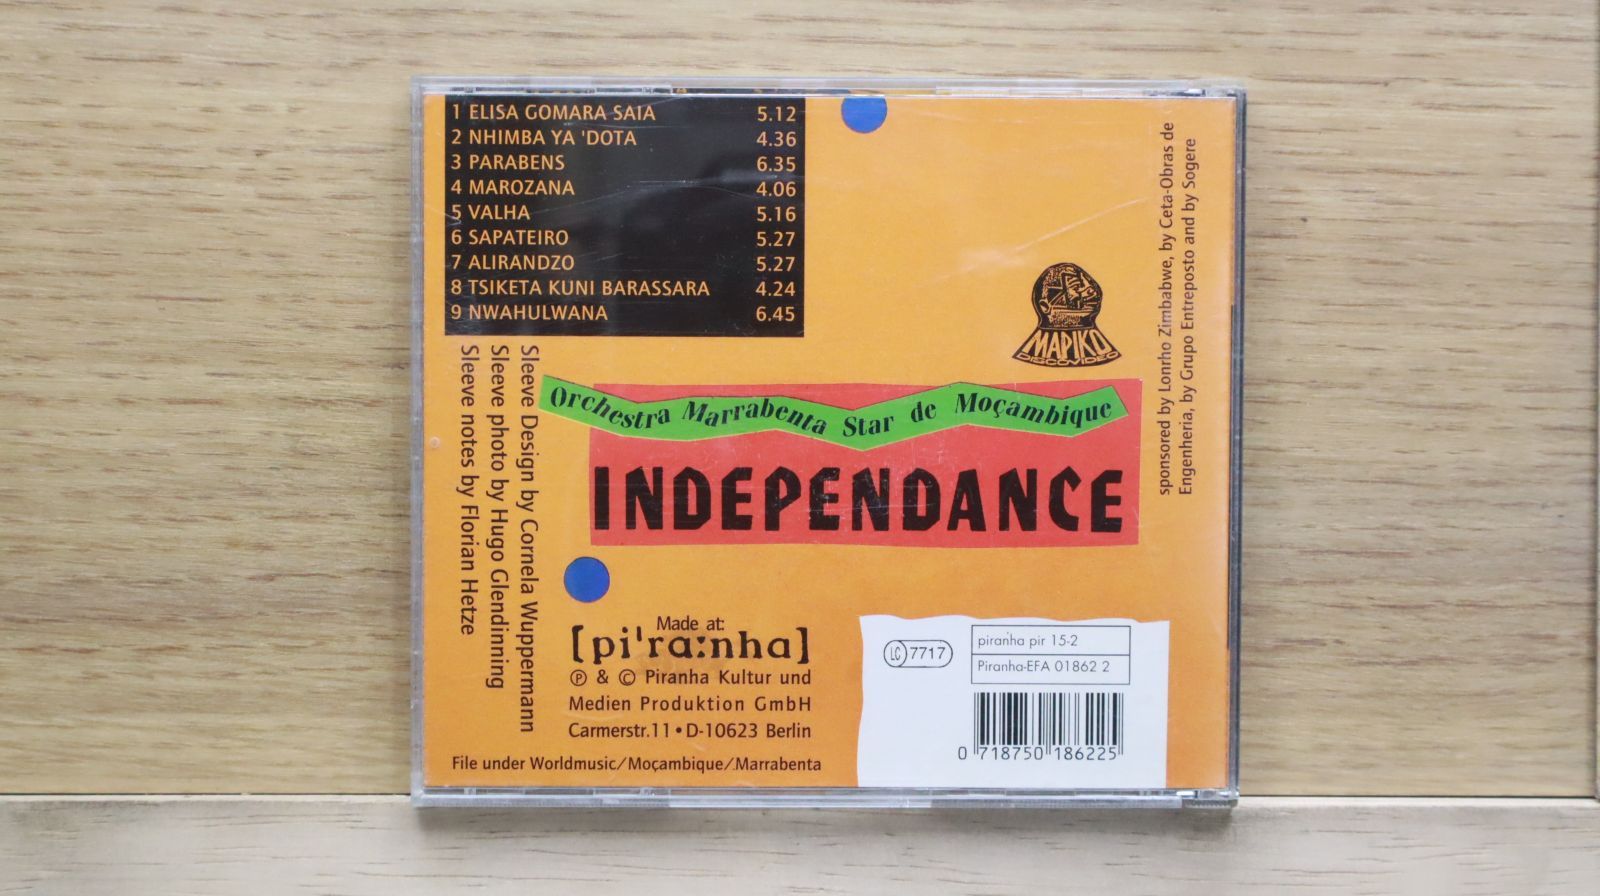 1 ELISA GOMARA SAIA 5.12
2 NHIMBA YA 'DOTA 4.36
3 PARABENS 6.35
4 MAROZANA 4.06
5 VALHA 5.16
6 SAPATEIRO 5.27
7 ALIRANDZO 5.27
8 TSIKETA KUNI BARASSARA 4.24
9 NWAHULWANA 6.45
Sleeve Design by Cornela Wuppermann
Sleeve photo by Hugo Glendinning
Sleeve notes by Florian Hetze
sponsored by Lonrho Zimbabwe, by Ceta-Obras de
Engenheria, by Grupo Entreposto and by Sogere
MAPIKO
DISCOVIDEO
Orchestra Marrabenta Star de Moçambique
INDEPENDANCE
Made at:
[pi'ra:nha]
℗ & © Piranha Kultur und
Medien Produktion GmbH
Carmerstr.11 • D-10623 Berlin
File under Worldmusic/Moçambique/Marrabenta
LC 7717
piranha pir 15-2
Piranha-EFA 01862 2
0 718750 186225